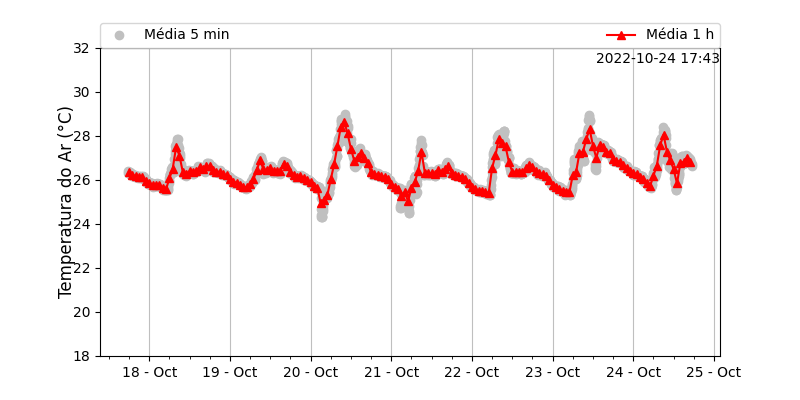 Média 5 min
Média 1 h
2022-10-24 17:43
Temperatura do Ar (°C)
32
30
28
26
24
22
20
18
18 - Oct
19 - Oct
20 - Oct
21 - Oct
22 - Oct
23 - Oct
24 - Oct
25 - Oct